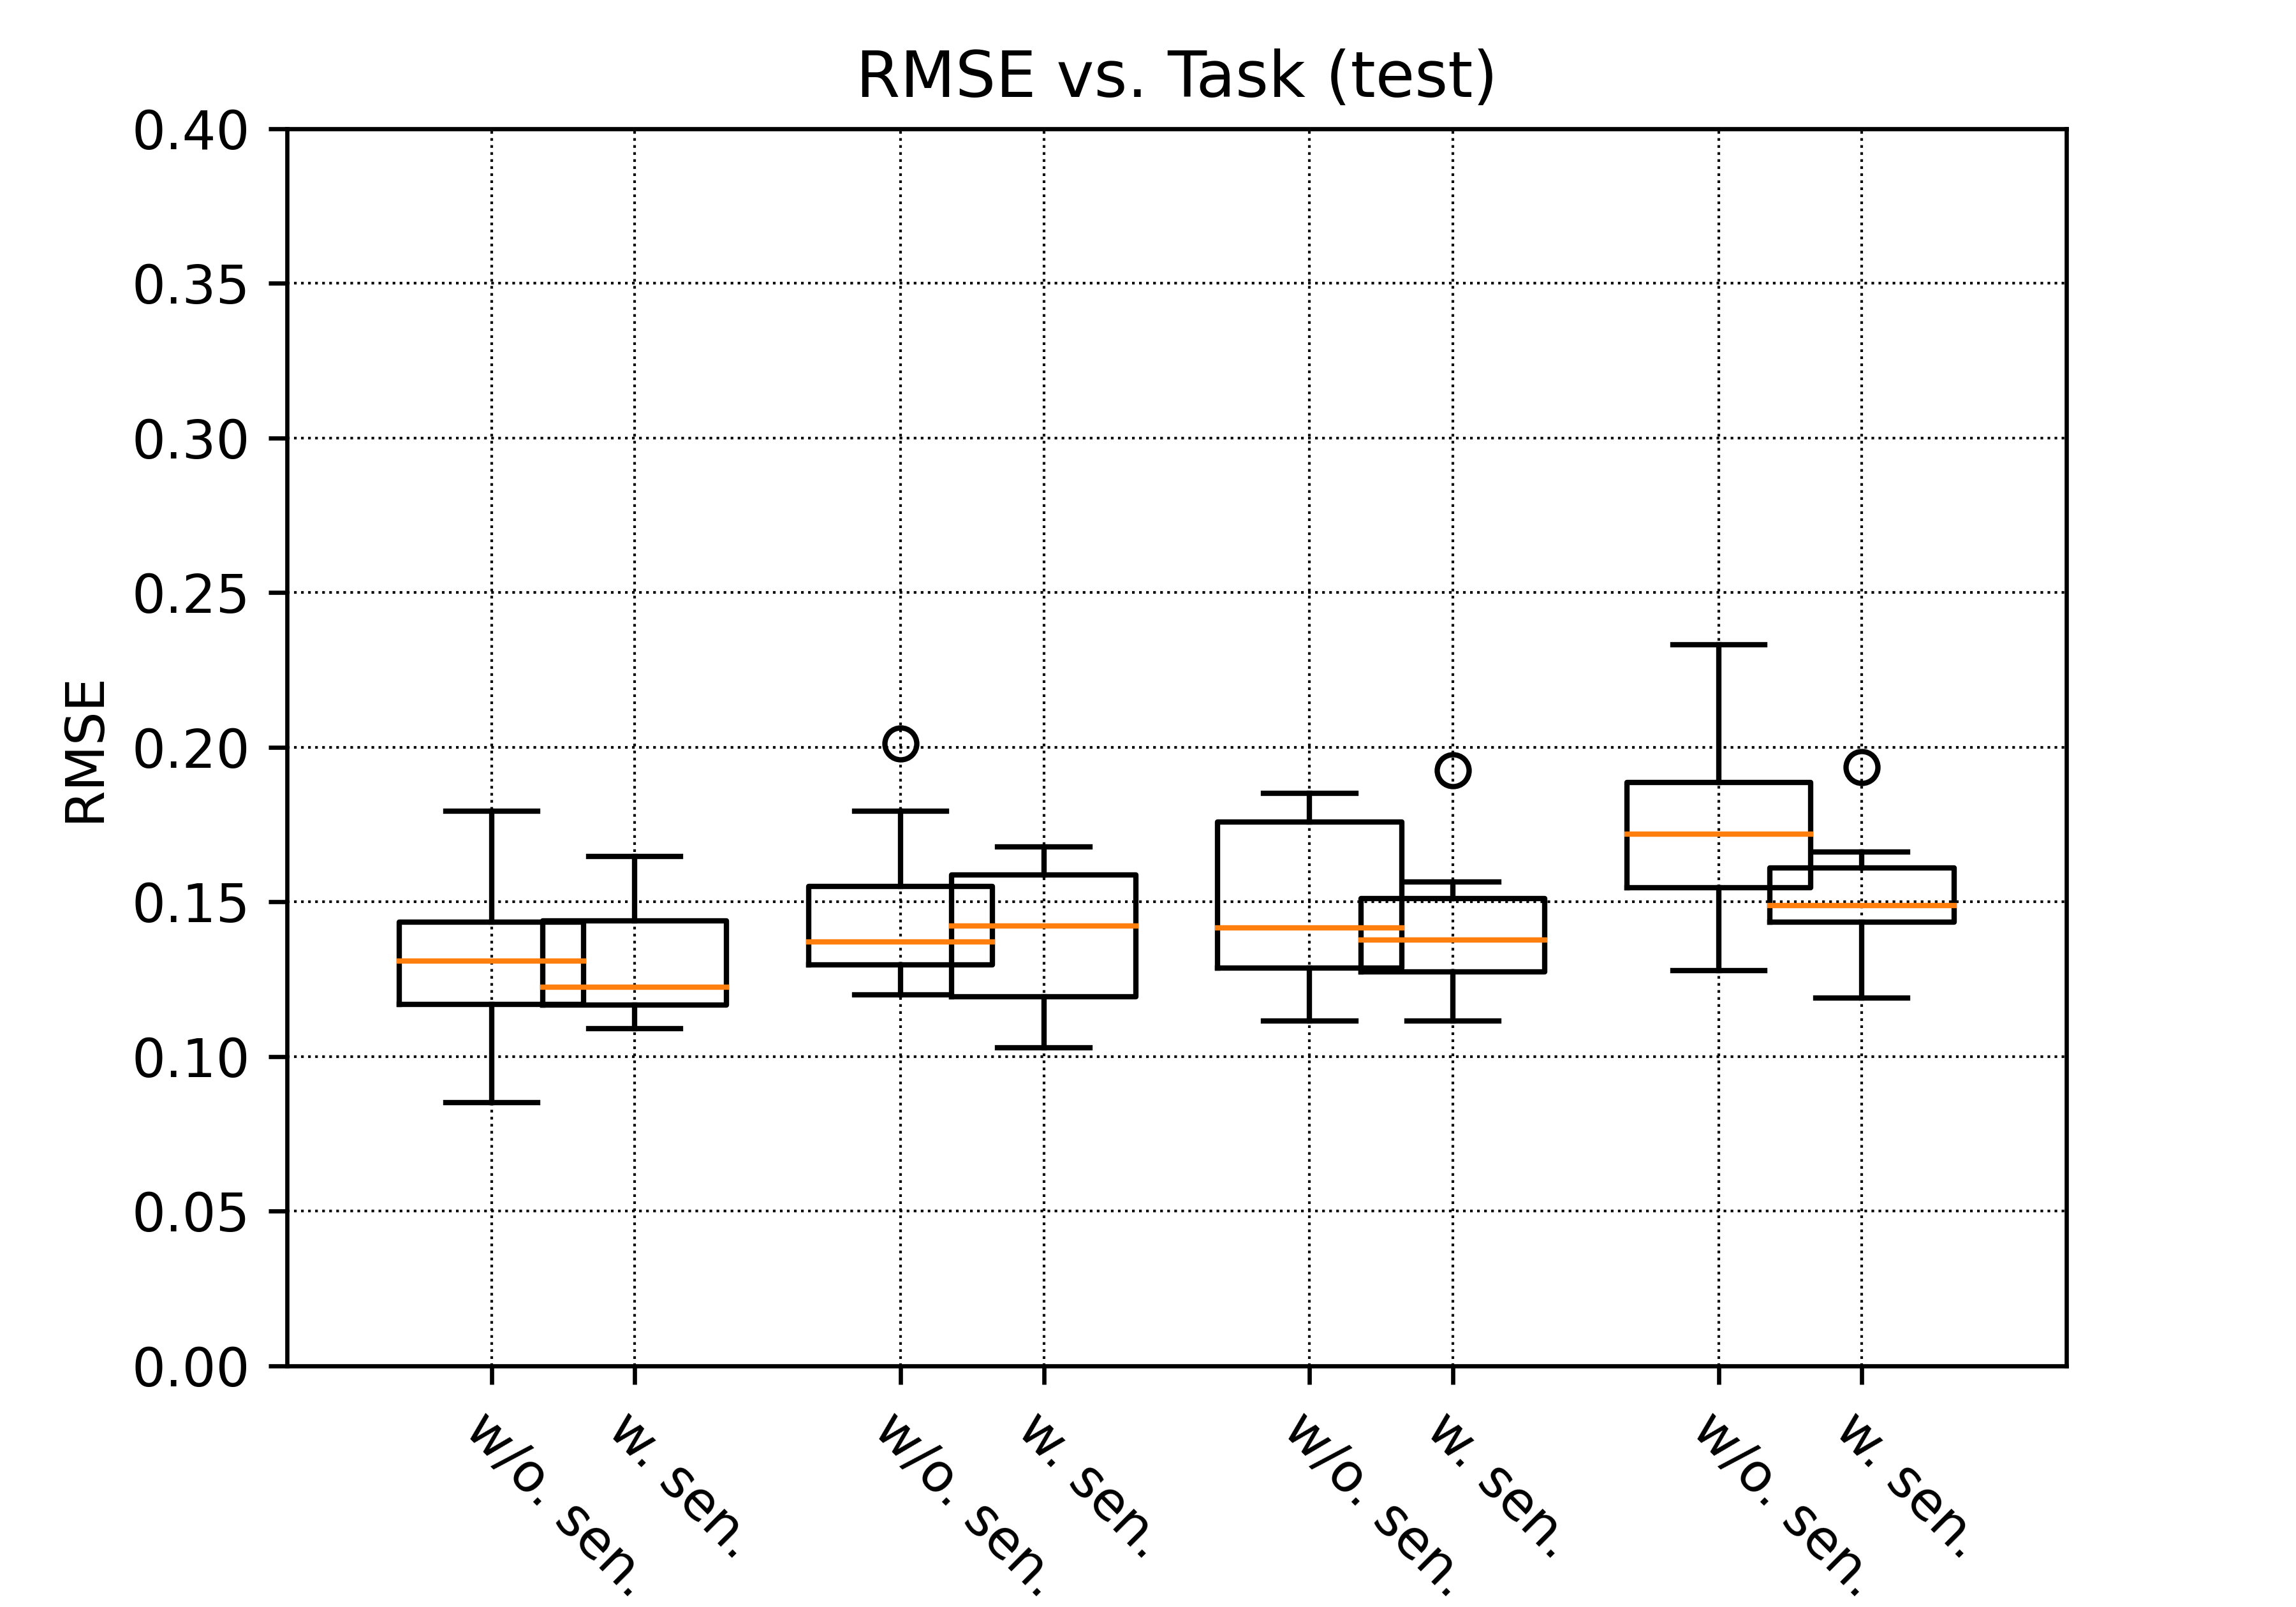 RMSE vs. Task (test)
0.40
0.35
0.30
0.25
0.20
0.15
0.10
0.05
0.00
RMSE
w/o. sen.
w. sen.
w/o. sen.
w. sen.
w/o. sen.
w. sen.
w/o. sen.
w. sen.